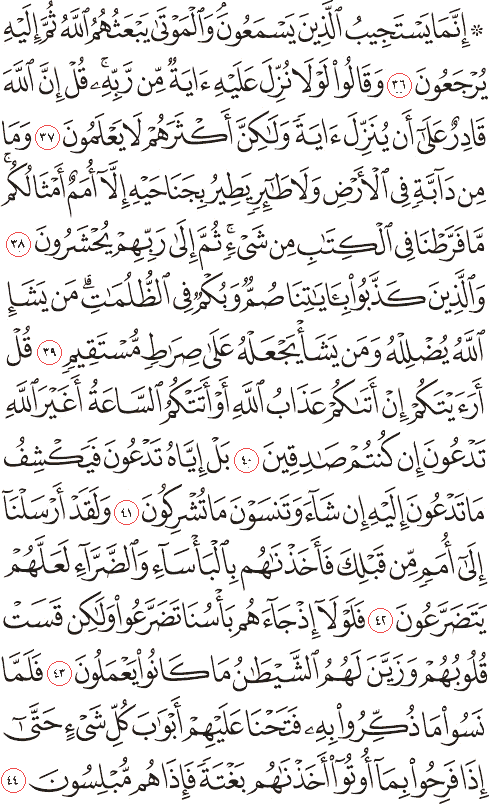 ۞ إِنَّمَا يَسْتَجِيبُ ٱلَّذِينَ يَسْمَعُونَۘ وَٱلْمَوْتَىٰ يَبْعَثُهُمُ ٱللَّهُ ثُمَّ إِلَيْهِ
يُرْجَعُونَ ٣٦ وَقَالُوا۟ لَوْلَا نُزِّلَ عَلَيْهِ ءَايَةٌ مِّن رَّبِّهِۦۚ قُلْ إِنَّ ٱللَّهَ
قَادِرٌ عَلَىٰٓ أَن يُنَزِّلَ ءَايَةً وَلَـٰكِنَّ أَكْثَرَهُمْ لَا يَعْلَمُونَ ٣٧ وَمَا
مِن دَآبَّةٍ فِى ٱلْأَرْضِ وَلَا طَـٰٓئِرٍ يَطِيرُ بِجَنَاحَيْهِ إِلَّآ أُمَمٌ أَمْثَالُكُمۚ
مَّا فَرَّطْنَا فِى ٱلْكِتَـٰبِ مِن شَىْءٍۚ ثُمَّ إِلَىٰ رَبِّهِمْ يُحْشَرُونَ ٣٨
وَٱلَّذِينَ كَذَّبُوا۟ بِـَٔايَـٰتِنَا صُمٌّ وَبُكْمٌ فِى ٱلظُّلُمَـٰتِۗ مَن يَشَإِ
ٱللَّهُ يُضْلِلْهُ وَمَن يَشَأْ يَجْعَلْهُ عَلَىٰ صِرَٰطٍ مُّسْتَقِيمٍ ٣٩ قُلْ
أَرَءَيْتَكُمْ إِنْ أَتَىٰكُمْ عَذَابُ ٱللَّهِ أَوْ أَتَتْكُمُ ٱلسَّاعَةُ أَغَيْرَ ٱللَّهِ
تَدْعُونَ إِن كُنتُمْ صَـٰدِقِينَ ٤٠ بَلْ إِيَّاهُ تَدْعُونَ فَيَكْشِفُ
مَا تَدْعُونَ إِلَيْهِ إِن شَآءَ وَتَنسَوْنَ مَا تُشْرِكُونَ ٤١ وَلَقَدْ أَرْسَلْنَآ
إِلَىٰٓ أُمَمٍ مِّن قَبْلِكَ فَأَخَذْنَـٰهُم بِٱلْبَأْسَآءِ وَٱلضَّرَّآءِ لَعَلَّهُمْ
يَتَضَرَّعُونَ ٤٢ فَلَوْلَآ إِذْ جَآءَهُم بَأْسُنَا تَضَرَّعُوا۟ وَلَـٰكِن قَسَتْ
قُلُوبُهُمْ وَزَيَّنَ لَهُمُ ٱلشَّيْطَـٰنُ مَا كَانُوا۟ يَعْمَلُونَ ٤٣ فَلَمَّا
نَسُوا۟ مَا ذُكِّرُوا۟ بِهِۦ فَتَحْنَا عَلَيْهِمْ أَبْوَٰبَ كُلِّ شَىْءٍ حَتَّىٰٓ
إِذَا فَرِحُوا۟ بِمَآ أُوتُوٓا۟ أَخَذْنَـٰهُم بَغْتَةً فَإِذَا هُم مُّبْلِسُونَ ٤٤